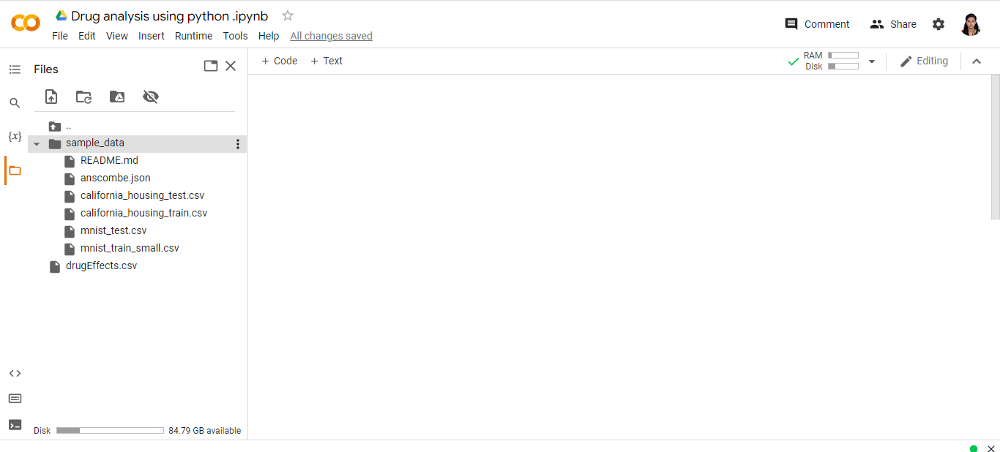 Drug analysis using python .ipynb
File Edit View Insert Runtime Tools Help All changes saved
Comment Share
Files
+ Code + Text
RAM
Disk
Editing
..
{x}
sample_data
README.md
anscombe.json
california_housing_test.csv
california_housing_train.csv
mnist_test.csv
mnist_train_small.csv
drugEffects.csv
Disk 84.79 GB available